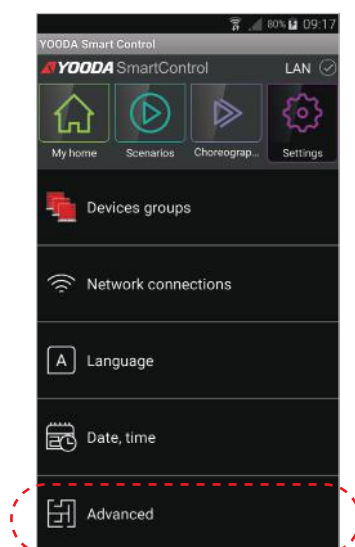 80% 09:17
YOODA Smart Control
YOODA SmartControl LAN
My home Scenarios Choreograp... Settings
Devices groups
Network connections
A Language
Date, time
Advanced